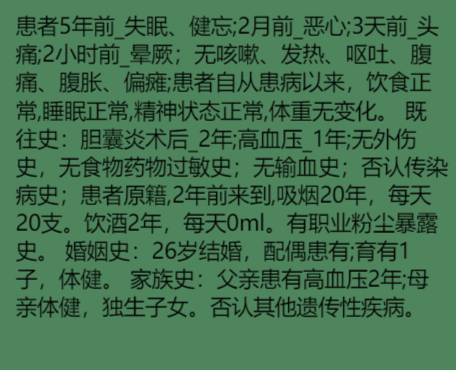 患者5年前_失眠、健忘;2月前_恶心;3天前_头
痛;2小时前_晕厥；无咳嗽、发热、呕吐、腹
痛、腹胀、偏瘫;患者自从患病以来，饮食正
常,睡眠正常,精神状态正常,体重无变化。 既
往史：胆囊炎术后_2年;高血压_1年;无外伤
史，无食物药物过敏史；无输血史；否认传染
病史；患者原籍,2年前来到,吸烟20年，每天
20支。饮酒2年，每天0ml。有职业粉尘暴露
史。 婚姻史：26岁结婚，配偶患有;育有1
子，体健。 家族史：父亲患有高血压2年;母
亲体健，独生子女。否认其他遗传性疾病。